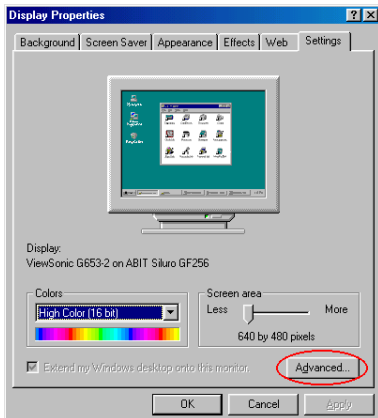 Display Properties
Background Screen Saver Appearance Effects Web Settings
Display:
ViewSonic G653-2 on ABIT Siluro GF256
Colors
High Color (16 bit)
Screen area
Less More
640 by 480 pixels
Extend my Windows desktop onto this monitor.
Advanced...
OK Cancel Apply